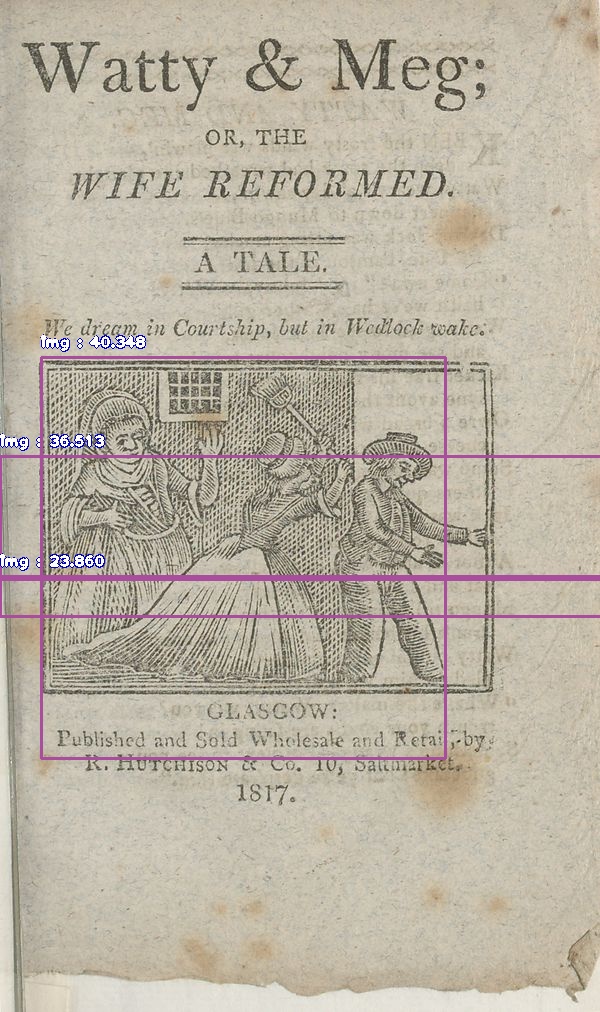 Watty & Meg;
OR, THE
WIFE REFORMED.
A TALE.
We dream in Courtship, but in Wedlock wake.
img : 40.348
img : 36.513
img : 23.860
GLASGOW:
Published and Sold Wholesale and Retail, by
R. HUTCHISON & Co. 10, Saltmarket.
1817.